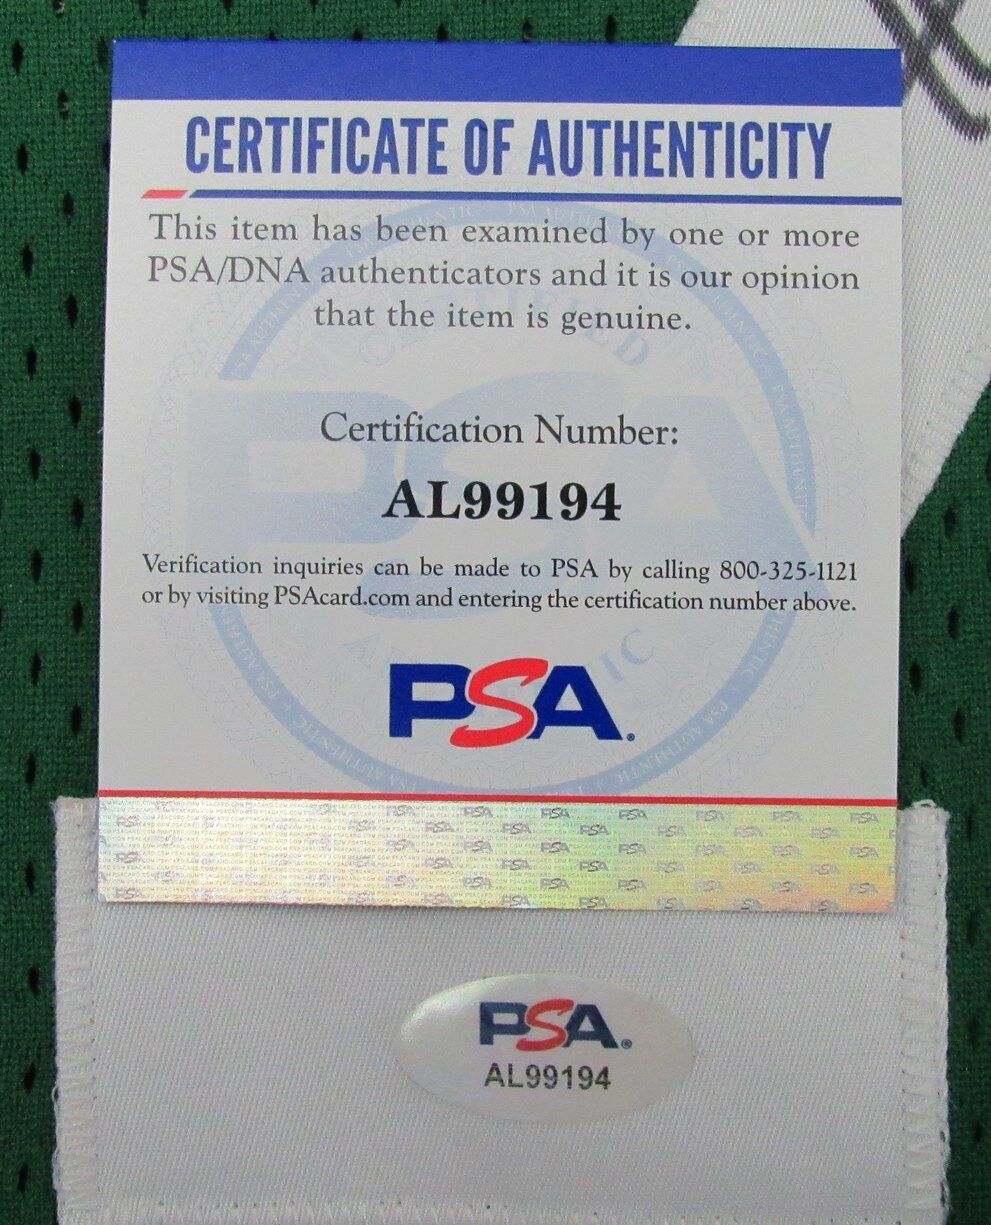 CERTIFICATE OF AUTHENTICITY
This item has been examined by one or more
PSA/DNA authenticators and it is our opinion
that the item is genuine.
Certification Number:
AL99194
Verification inquiries can be made to PSA by calling 800-325-1121
or by visiting PSAcard.com and entering the certification number above.
PSA®
PSA®
AL99194